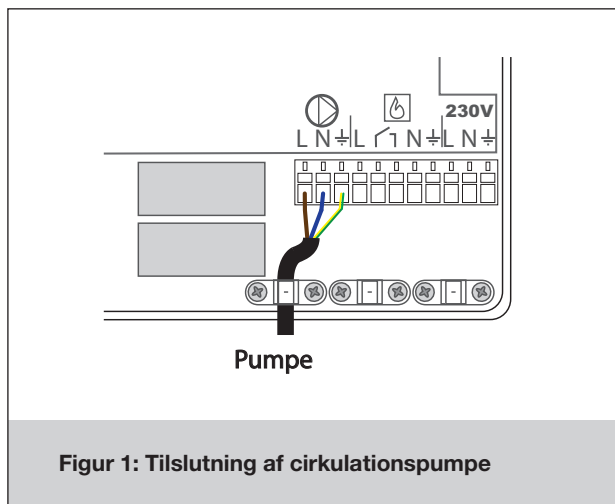 230V
L N ⏚ L N ⏚ L N ⏚
Pumpe
Figur 1: Tilslutning af cirkulationspumpe